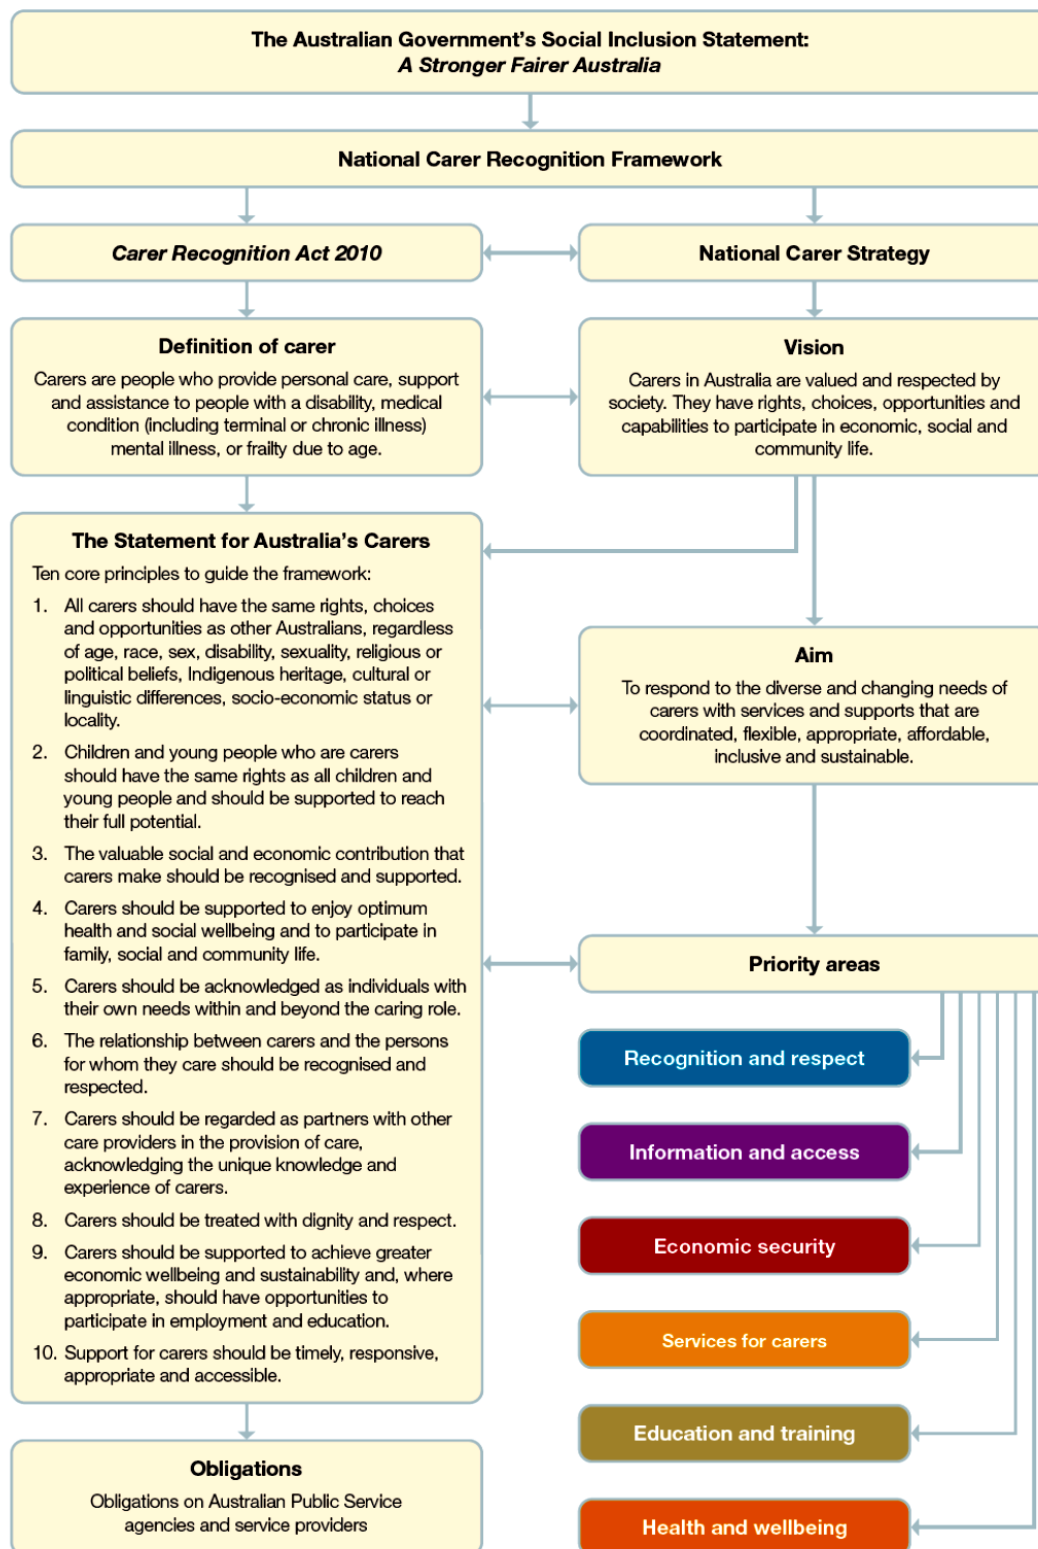 The Australian Government's Social Inclusion Statement:
A Stronger Fairer Australia
National Carer Recognition Framework
Carer Recognition Act 2010
National Carer Strategy
Definition of carer
Carers are people who provide personal care, support
and assistance to people with a disability, medical
condition (including terminal or chronic illness)
mental illness, or frailty due to age.
Vision
Carers in Australia are valued and respected by
society. They have rights, choices, opportunities and
capabilities to participate in economic, social and
community life.
The Statement for Australia's Carers
Ten core principles to guide the framework:
1. All carers should have the same rights, choices
and opportunities as other Australians, regardless
of age, race, sex, disability, sexuality, religious or
political beliefs, Indigenous heritage, cultural or
linguistic differences, socio-economic status or
locality.
2. Children and young people who are carers
should have the same rights as all children and
young people and should be supported to reach
their full potential.
3. The valuable social and economic contribution that
carers make should be recognised and supported.
4. Carers should be supported to enjoy optimum
health and social wellbeing and to participate in
family, social and community life.
5. Carers should be acknowledged as individuals with
their own needs within and beyond the caring role.
6. The relationship between carers and the persons
for whom they care should be recognised and
respected.
7. Carers should be regarded as partners with other
care providers in the provision of care,
acknowledging the unique knowledge and
experience of carers.
8. Carers should be treated with dignity and respect.
9. Carers should be supported to achieve greater
economic wellbeing and sustainability and, where
appropriate, should have opportunities to
participate in employment and education.
10. Support for carers should be timely, responsive,
appropriate and accessible.
Obligations
Obligations on Australian Public Service
agencies and service providers
Aim
To respond to the diverse and changing needs of
carers with services and supports that are
coordinated, flexible, appropriate, affordable,
inclusive and sustainable.
Priority areas
Recognition and respect
Information and access
Economic security
Services for carers
Education and training
Health and wellbeing